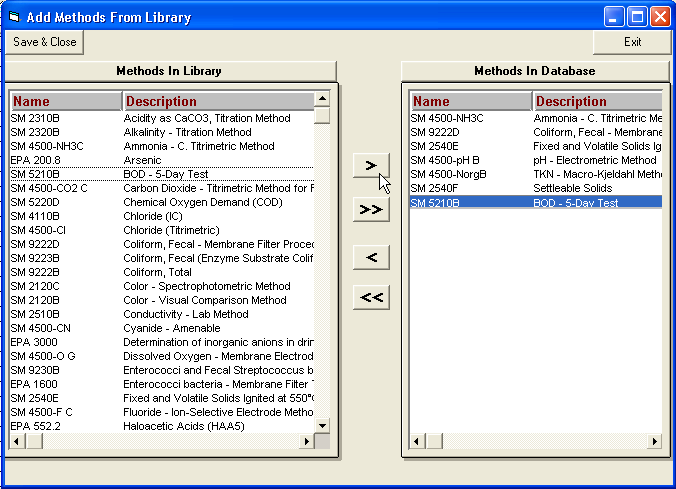 Add Methods From Library
Save & Close
Exit
Methods In Library
Name Description
SM 2310B Acidity as CaCO3, Titration Method
SM 2320B Alkalinity - Titration Method
SM 4500-NH3C Ammonia - C. Titrimetric Method
EPA 200.8 Arsenic
SM 5210B BOD - 5-Day Test
SM 4500-CO2 C Carbon Dioxide - Titrimetric Method for F
SM 5220D Chemical Oxygen Demand (COD)
SM 4110B Chloride (IC)
SM 4500-Cl Chloride (Titrimetric)
SM 9222D Coliform, Fecal - Membrane Filter Proced
SM 9223B Coliform, Fecal (Enzyme Substrate Colif
SM 9222B Coliform, Total
SM 2120C Color - Spectrophotometric Method
SM 2120B Color - Visual Comparison Method
SM 2510B Conductivity - Lab Method
SM 4500-CN Cyanide - Amenable
EPA 3000 Determination of inorganic anions in drin
SM 4500-O G Dissolved Oxygen - Membrane Electrod
SM 9230B Enterococci and Fecal Streptococcus b
EPA 1600 Enterococci bacteria - Membrane Filter T
SM 2540E Fixed and Volatile Solids Ignited at 550°
SM 4500-F C Fluoride - Ion-Selective Electrode Metho
EPA 552.2 Haloacetic Acids (HAA5)
>
>>
<
<<
Methods In Database
Name Description
SM 4500-NH3C Ammonia - C. Titrimetric Me
SM 9222D Coliform, Fecal - Membrane
SM 2540E Fixed and Volatile Solids Ig
SM 4500-pH B pH - Electrometric Method
SM 4500-NorgB TKN - Macro-Kjeldahl Metho
SM 2540F Settleable Solids
SM 5210B BOD - 5-Day Test